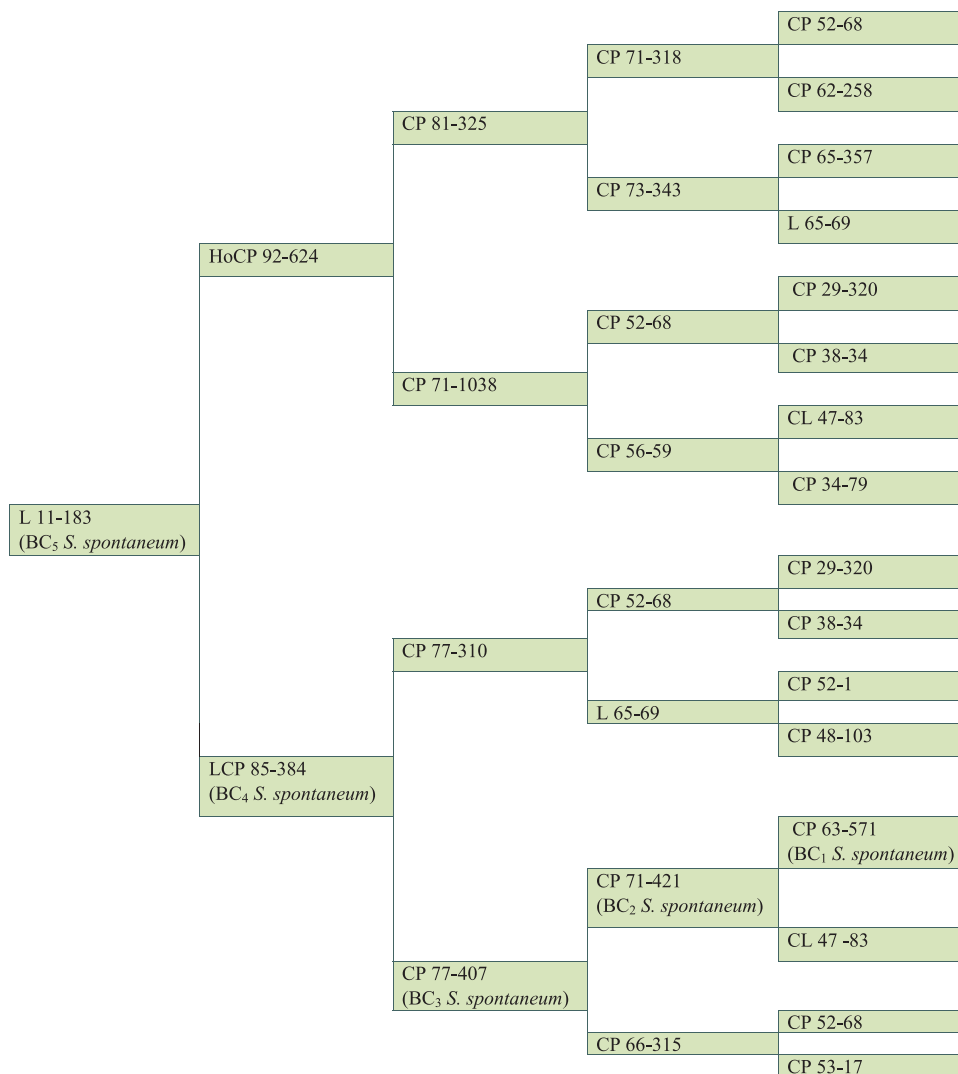 CP 52-68
CP 71-318
CP 62-258
CP 81-325
CP 65-357
CP 73-343
L 65-69
HoCP 92-624
CP 29-320
CP 52-68
CP 38-34
CP 71-1038
CL 47-83
CP 56-59
CP 34-79
L 11-183
(BC₅ S. spontaneum)
CP 29-320
CP 52-68
CP 38-34
CP 77-310
CP 52-1
L 65-69
CP 48-103
LCP 85-384
(BC₄ S. spontaneum)
CP 63-571
(BC₁ S. spontaneum)
CP 71-421
(BC₂ S. spontaneum)
CL 47 -83
CP 77-407
(BC₃ S. spontaneum)
CP 52-68
CP 66-315
CP 53-17